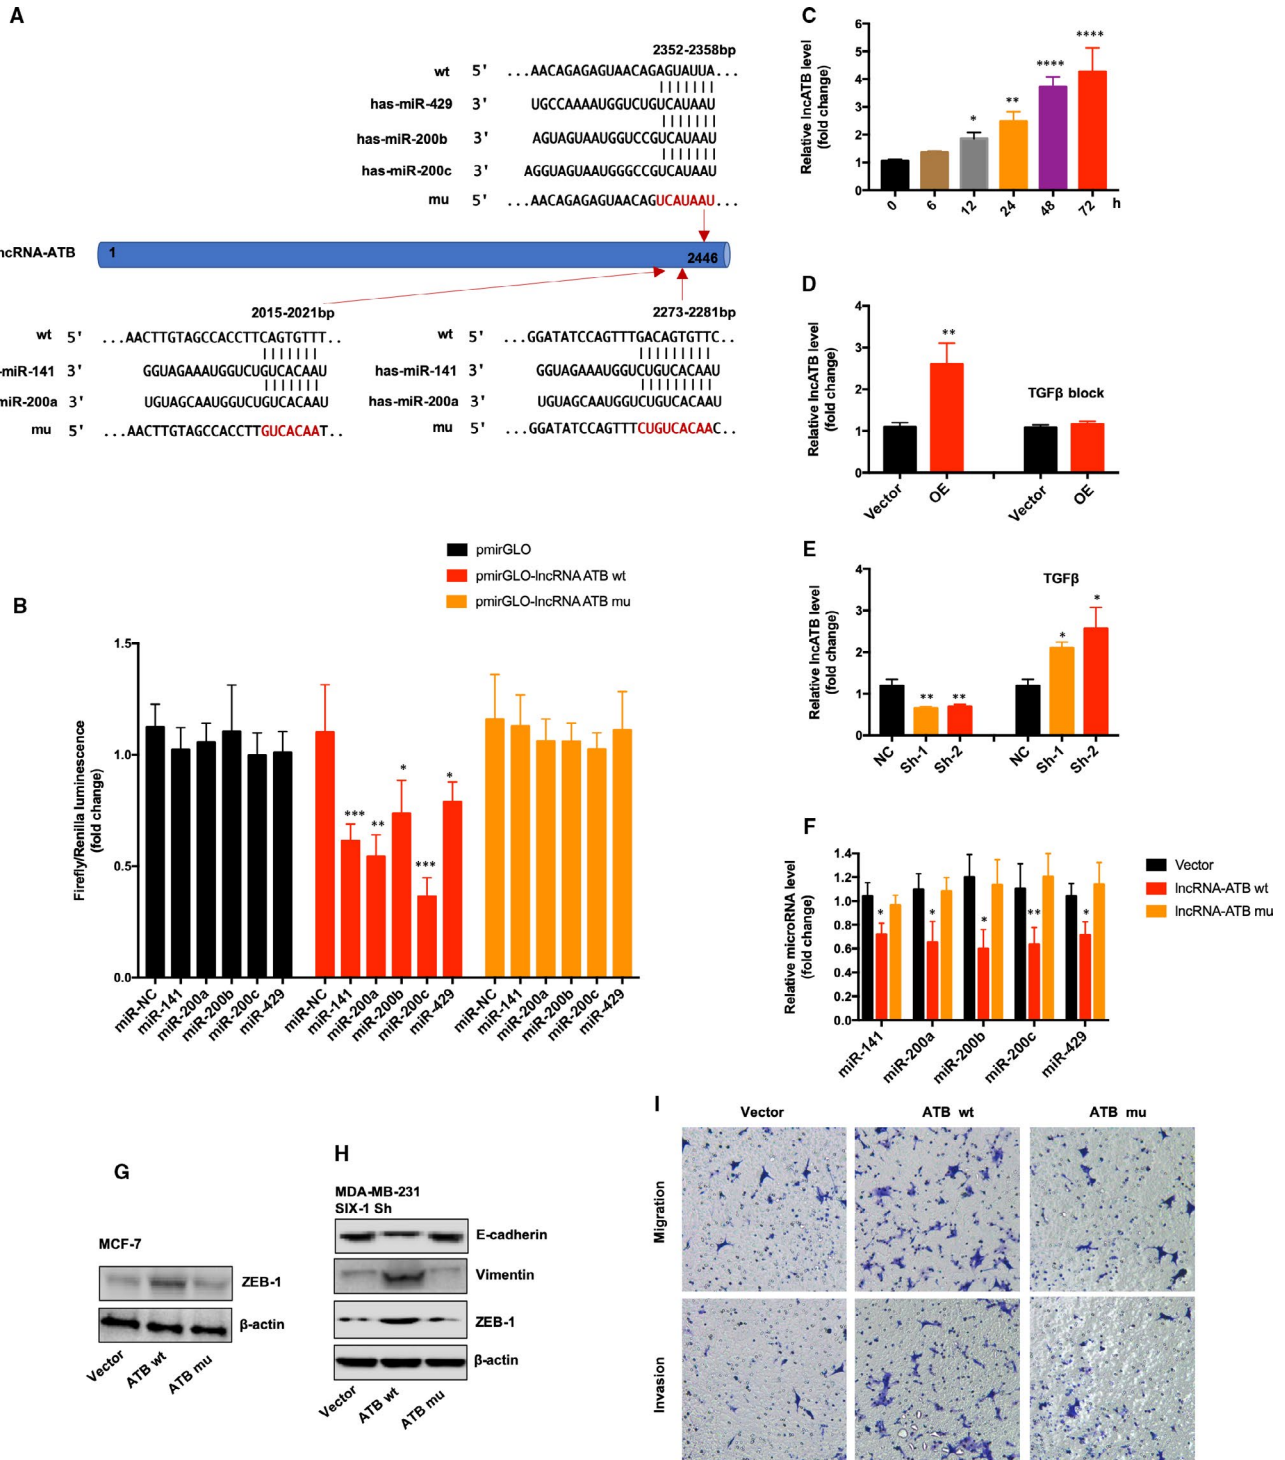 A
2352-2358bp
wt 5' ...AACAGAGAGUAACAGAGUAUUA...
has-miR-429 3' UGCCAAAAUGGUCUGUCAUAAU
has-miR-200b 3' AGUAGUAAUGGUCCGUCAUAAU
has-miR-200c 3' AGGUAGUAAUGGGCCGUCAUAAU
mu 5' ...AACAGAGAGUAACAGUCAUAAU...
ncRNA-ATB 1 2446
2015-2021bp
wt 5' ...AACTTGTAGCCACCTTCAGTGTTT..
-miR-141 3' GGUAGAAAUGGUCUGUCACAAU
miR-200a 3' UGUAGCAAUGGUCUGUCACAAU
mu 5' ...AACTTGTAGCCACCTTGUCACAAT..
2273-2281bp
wt 5' ...GGATATCCAGTTTGACAGTGTTC..
has-miR-141 3' GGUAGAAAUGGUCUGUCACAAU
has-miR-200a 3' UGUAGCAAUGGUCUGUCACAAU
mu 5' ...GGATATCCAGTTTCUGUCACAAC..
B
pmirGLO
pmirGLO-lncRNA ATB wt
pmirGLO-lncRNA ATB mu
Firefly/Renilla luminescence
(fold change)
1.5
1.0
0.5
0.0
*** ** * *** *
miR-NC miR-141 miR-200a miR-200b miR-200c miR-429
miR-NC miR-141 miR-200a miR-200b miR-200c miR-429
miR-NC miR-141 miR-200a miR-200b miR-200c miR-429
C
Relative lncATB level
(fold change)
6
5
4
3
2
1
0
* ** **** ****
0 6 12 24 48 72 h
D
Relative lncATB level
(fold change)
4
3
2
1
0
**
TGFβ block
Vector OE Vector OE
E
Relative lncATB level
(fold change)
4
3
2
1
0
TGFβ
** ** * *
NC Sh-1 Sh-2 NC Sh-1 Sh-2
F
Relative microRNA level
(fold change)
1.4
1.2
1.0
0.8
0.6
0.4
0.2
0.0
* * * ** *
miR-141 miR-200a miR-200b miR-200c miR-429
Vector
lncRNA-ATB wt
lncRNA-ATB mu
G
MCF-7
ZEB-1
β-actin
Vector ATB wt ATB mu
H
MDA-MB-231
SIX-1 Sh
E-cadherin
Vimentin
ZEB-1
β-actin
Vector ATB wt ATB mu
I
Vector ATB wt ATB mu
Migration
Invasion